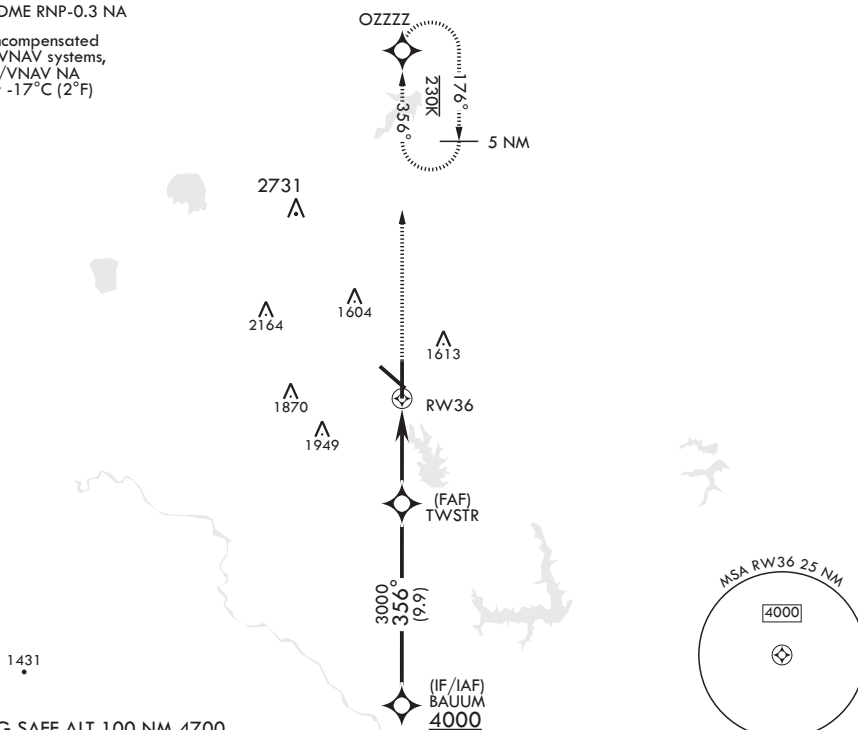 DME RNP-0.3 NA
OZZZZ
compensated
VNAV systems,
/VNAV NA
-17°C (2°F)
356°
230K
176°
5 NM
2731
2164
1604
1613
1870
1949
RW36
(FAF)
TWSTR
3000
356°
(9.9)
MSA RW36 25 NM
4000
1431
(IF/IAF)
BAUUM
4000
G SAFE ALT 100 NM 4700